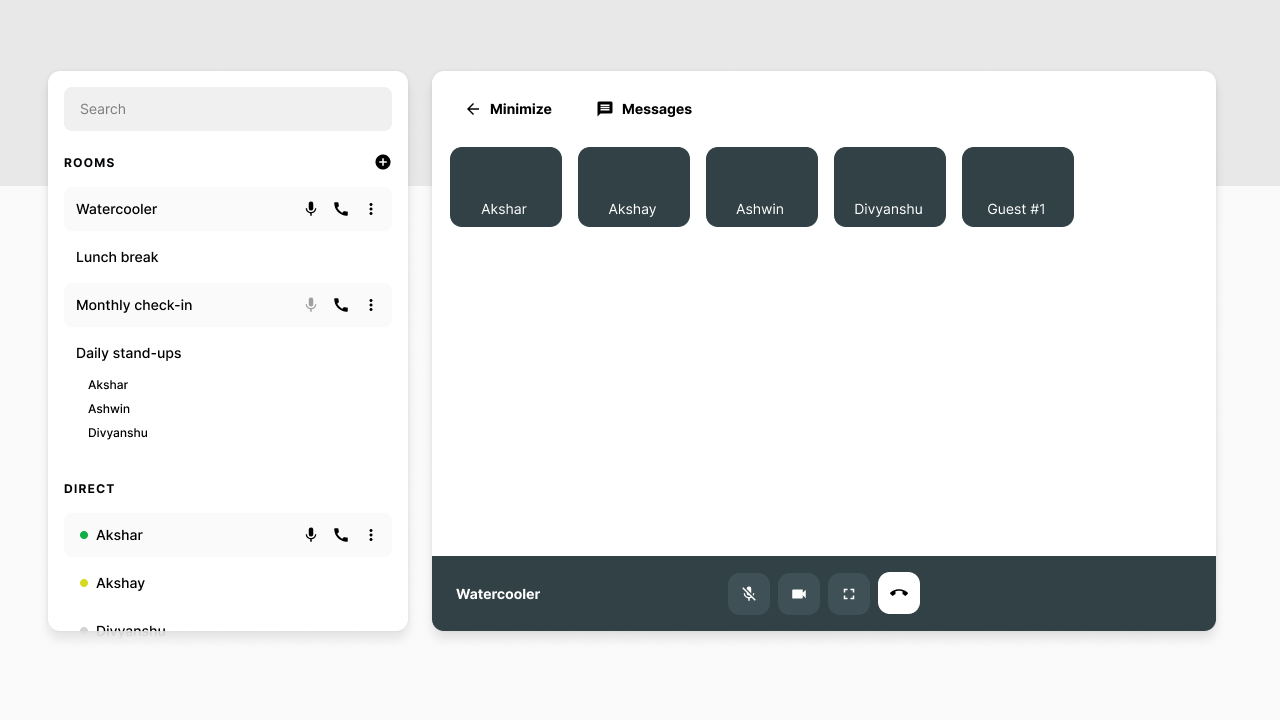 Search
ROOMS
Watercooler
Lunch break
Monthly check-in
Daily stand-ups
Akshar
Ashwin
Divyanshu
DIRECT
Akshar
Akshay
Divyanshu
Minimize
Messages
Akshar
Akshay
Ashwin
Divyanshu
Guest #1
Watercooler